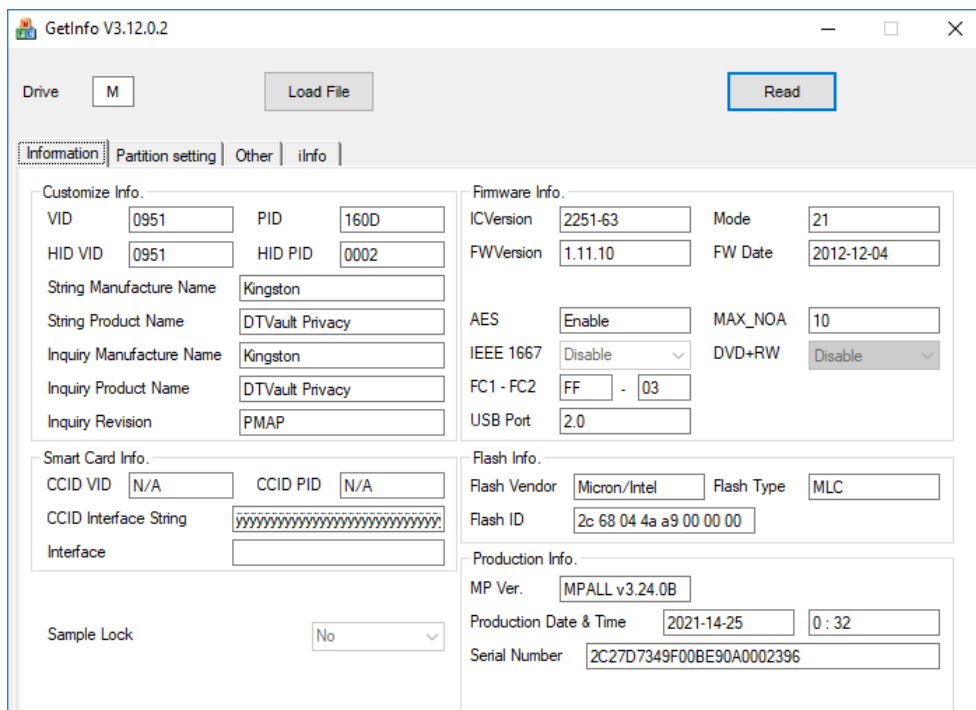 GetInfo V3.12.0.2
Drive M Load File Read
Information Partition setting Other iInfo
Customize Info.
VID 0951 PID 160D
HID VID 0951 HID PID 0002
String Manufacture Name Kingston
String Product Name DTVault Privacy
Inquiry Manufacture Name Kingston
Inquiry Product Name DTVault Privacy
Inquiry Revision PMAP
Smart Card Info.
CCID VID N/A CCID PID N/A
CCID Interface String
Interface
Sample Lock No
Firmware Info.
ICVersion 2251-63 Mode 21
FWVersion 1.11.10 FW Date 2012-12-04
AES Enable MAX_NOA 10
IEEE 1667 Disable DVD+RW Disable
FC1 - FC2 FF - 03
USB Port 2.0
Flash Info.
Flash Vendor Micron/Intel Flash Type MLC
Flash ID 2c 68 04 4a a9 00 00 00
Production Info.
MP Ver. MPALL v3.24.0B
Production Date & Time 2021-14-25 0 : 32
Serial Number 2C27D7349F00BE90A0002396